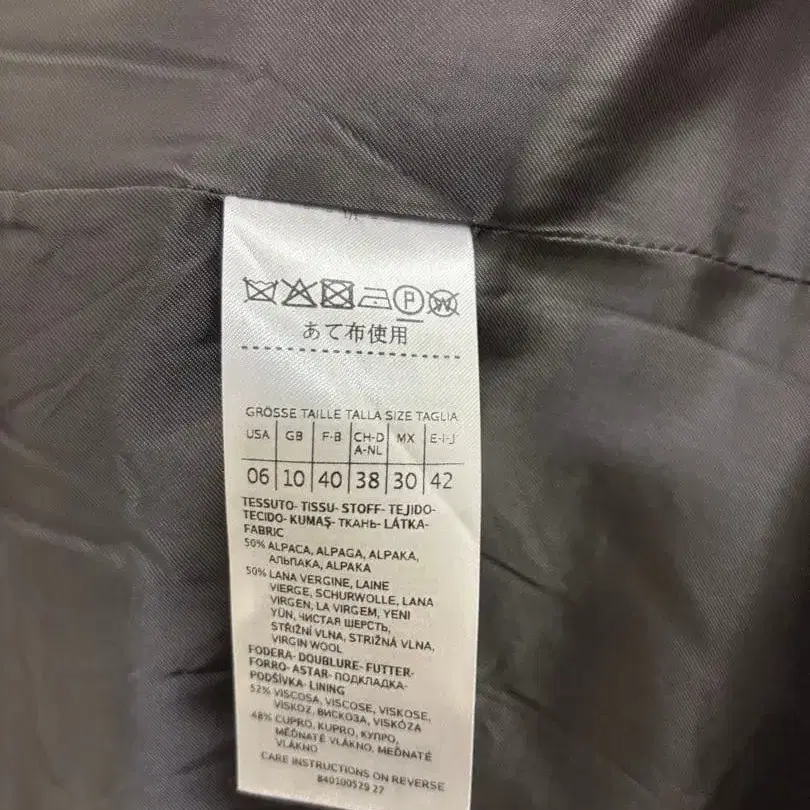 P W
あて布使用
GRÖSSE TAILLE TALLA SIZE TAGLIA
USA GB F-B CH-D A-NL MX E-I-J
06 10 40 38 30 42
TESSUTO- TISSU- STOFF- TEJIDO-
TECIDO- KUMAŞ- ТКАНЬ- LÁTKA-
FABRIC
50% ALPACA, ALPAGA, ALPAKA,
АЛЬПАКА, ALPAKA
50% LANA VERGINE, LAINE
VIERGE, SCHURWOLLE, LANA
VIRGEN, LA VIRGEM, YENI
YÜN, ЧИСТАЯ ШЕРСТЬ,
STŘIŽNÍ VLNA, STRIŽNÁ VLNA,
VIRGIN WOOL
FODERA- DOUBLURE- FUTTER-
FORRO- ASTAR- ПОДКЛАДКА-
PODŠÍVKA- LINING
52% VISCOSA, VISCOSE, VISKOSE,
VİSKOZ, ВИСКОЗА, VISKÓZA
48% CUPRO, KUPRO, КУПРО,
MĚĎNATÉ VLÁKNO, MEĎNATÉ
VLÁKNO
CARE INSTRUCTIONS ON REVERSE
840100529 27